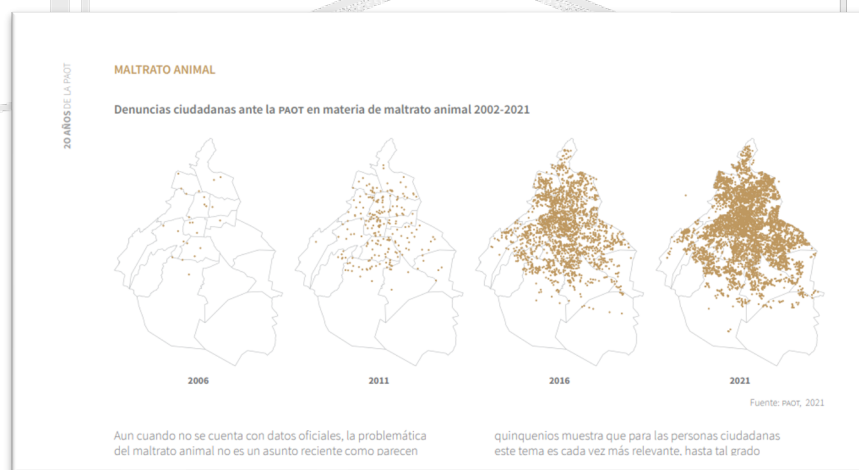 20 AÑOS DE LA PAOT
MALTRATO ANIMAL
Denuncias ciudadanas ante la PAOT en materia de maltrato animal 2002-2021
2006
2011
2016
2021
Fuente: PAOT, 2021
Aun cuando no se cuenta con datos oficiales, la problemática
del maltrato animal no es un asunto reciente como parecen
quinquenios muestra que para las personas ciudadanas
este tema es cada vez más relevante, hasta tal grado